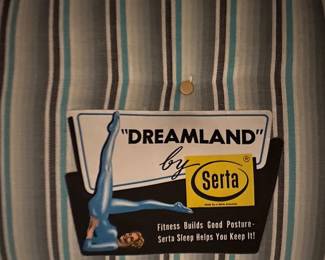 "DREAMLAND"
by
Serta
®
Fitness Builds Good Posture-
Serta Sleep Helps You Keep It!